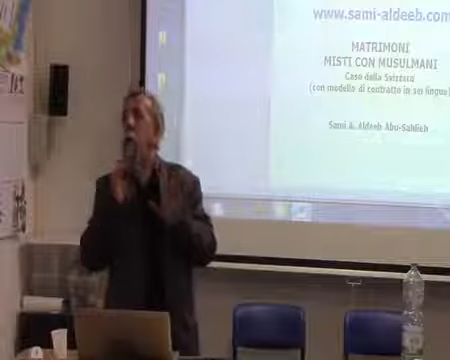 www.sami-aldeeb.com
MATRIMONI
MISTI CON MUSULMANI
Caso della Svizzera
(con modello di contratto in sei lingue)
Sami A. Aldeeb Abu-Sahlieh